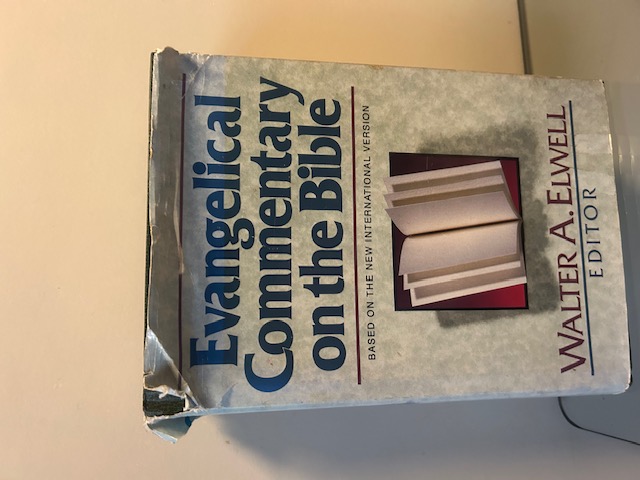 Evangelical
Commentary
on the Bible
BASED ON THE NEW INTERNATIONAL VERSION
WALTER A. ELWELL
EDITOR